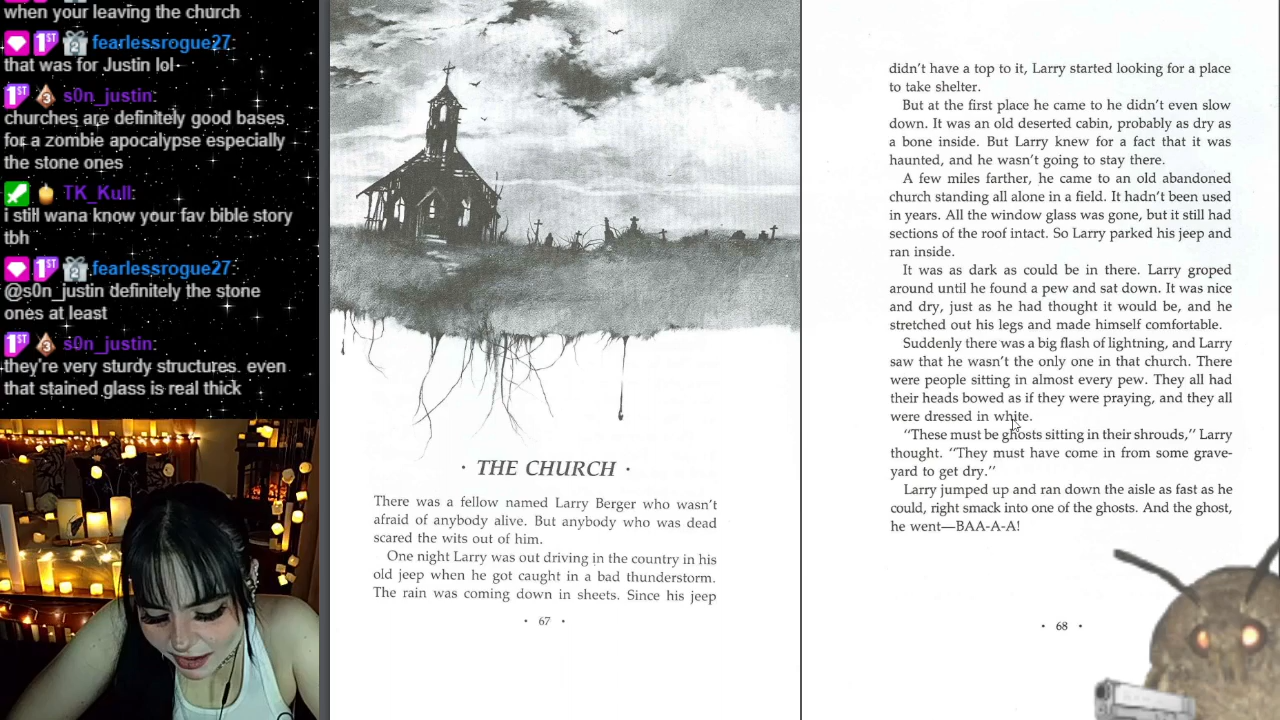 when your leaving the church
fearlessrogue27:
that was for Justin lol
s0n_justin:
churches are definitely good bases
for a zombie apocalypse especially
the stone ones
TK_Kull:
i still wana know your fav bible story
tbh
fearlessrogue27:
@s0n_justin definitely the stone
ones at least
s0n_justin:
they're very sturdy structures. even
that stained glass is real thick
· THE CHURCH ·
There was a fellow named Larry Berger who wasn't
afraid of anybody alive. But anybody who was dead
scared the wits out of him.
One night Larry was out driving in the country in his
old jeep when he got caught in a bad thunderstorm.
The rain was coming down in sheets. Since his jeep
· 67 ·
didn't have a top to it, Larry started looking for a place
to take shelter.
But at the first place he came to he didn't even slow
down. It was an old deserted cabin, probably as dry as
a bone inside. But Larry knew for a fact that it was
haunted, and he wasn't going to stay there.
A few miles farther, he came to an old abandoned
church standing all alone in a field. It hadn't been used
in years. All the window glass was gone, but it still had
sections of the roof intact. So Larry parked his jeep and
ran inside.
It was as dark as could be in there. Larry groped
around until he found a pew and sat down. It was nice
and dry, just as he had thought it would be, and he
stretched out his legs and made himself comfortable.
Suddenly there was a big flash of lightning, and Larry
saw that he wasn't the only one in that church. There
were people sitting in almost every pew. They all had
their heads bowed as if they were praying, and they all
were dressed in white.
"These must be ghosts sitting in their shrouds," Larry
thought. "They must have come in from some grave-
yard to get dry."
Larry jumped up and ran down the aisle as fast as he
could, right smack into one of the ghosts. And the ghost,
he went—BAA-A-A!
· 68 ·